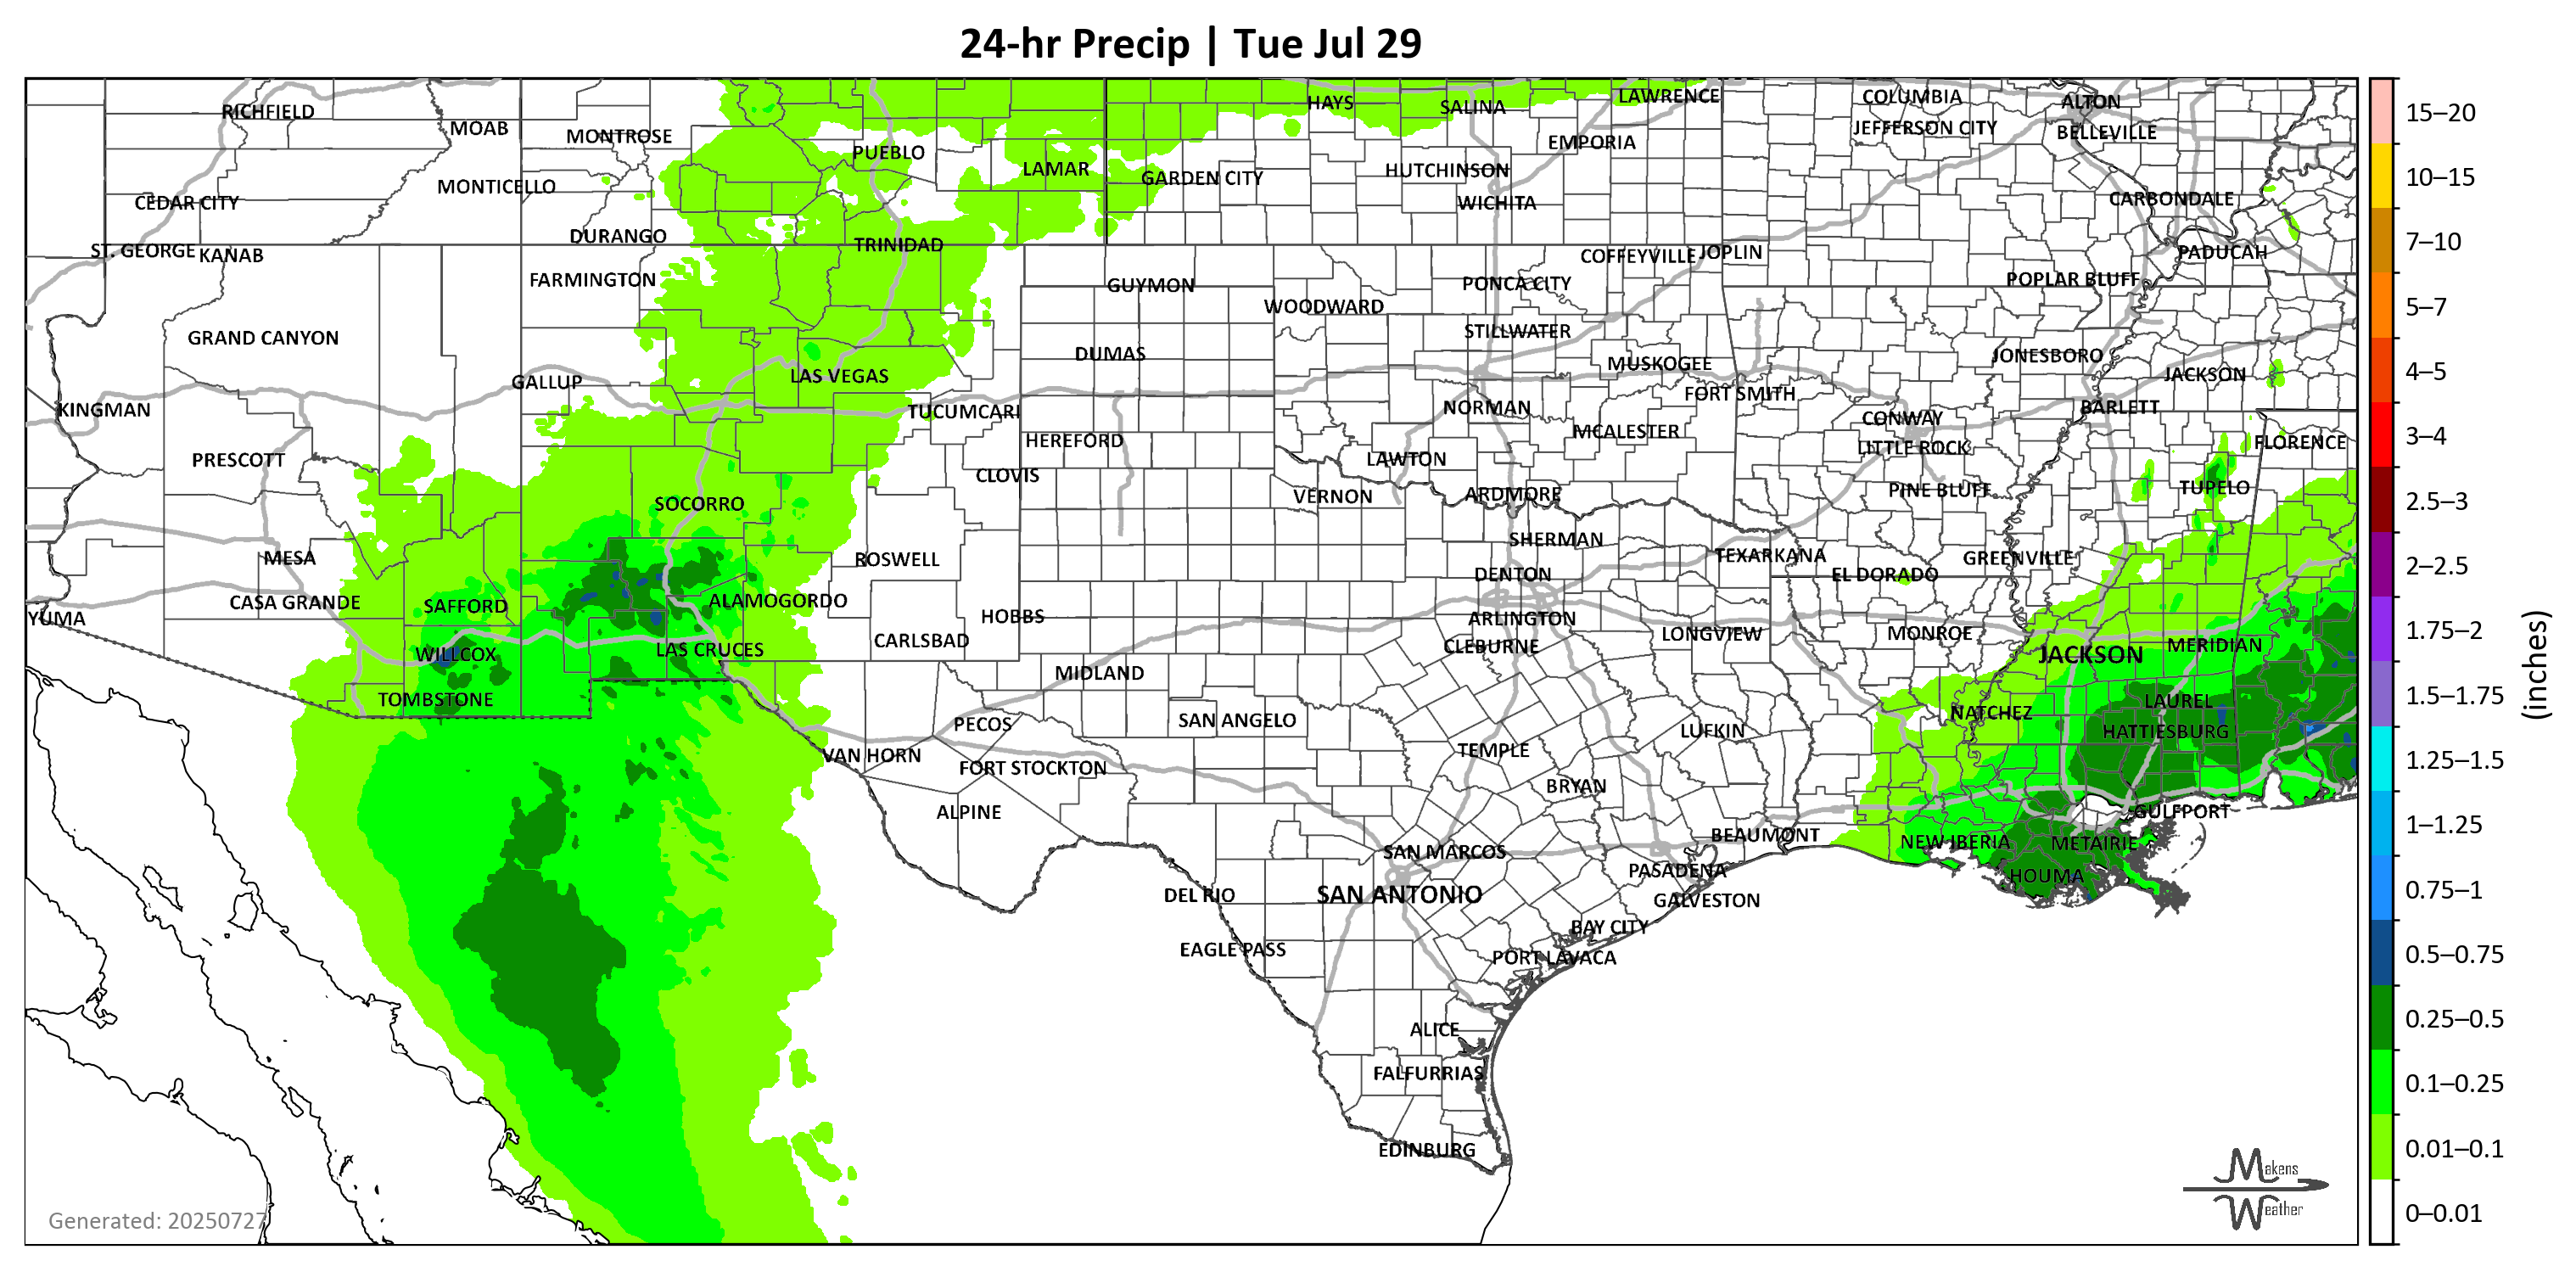 24-hr Precip | Tue Jul 29
RICHFIELD
MOAB
MONTROSE
PUEBLO
LAMAR
HAYS
SALINA
LAWRENCE
COLUMBIA
ALTON
JEFFERSON CITY
BELLEVILLE
EMPORIA
HUTCHINSON
GARDEN CITY
WICHITA
MONTICELLO
CEDAR CITY
CARBONDALE
DURANGO
TRINIDAD
ST. GEORGE
KANAB
COFFEYVILLE
JOPLIN
PADUCAH
FARMINGTON
GUYMON
PONCA CITY
POPLAR BLUFF
WOODWARD
GRAND CANYON
STILLWATER
DUMAS
MUSKOGEE
JONESBORO
GALLUP
LAS VEGAS
JACKSON
FORT SMITH
KINGMAN
TUCUMCARI
NORMAN
BARLETT
CONWAY
HEREFORD
MCALESTER
LITTLE ROCK
FLORENCE
PRESCOTT
CLOVIS
LAWTON
TUPELO
VERNON
ARDMORE
PINE BLUFF
SOCORRO
MESA
ROSWELL
SHERMAN
TEXARKANA
GREENVILLE
DENTON
EL DORADO
CASA GRANDE
SAFFORD
ALAMOGORDO
YUMA
HOBBS
ARLINGTON
LONGVIEW
MONROE
CARLSBAD
CLEBURNE
WILLCOX
LAS CRUCES
JACKSON
MERIDIAN
MIDLAND
TOMBSTONE
LAUREL
PECOS
SAN ANGELO
NATCHEZ
LUFKIN
HATTIESBURG
VAN HORN
TEMPLE
FORT STOCKTON
BRYAN
ALPINE
GULFPORT
BEAUMONT
NEW IBERIA
METAIRIE
SAN MARCOS
PASADENA
HOUMA
DEL RIO
SAN ANTONIO
GALVESTON
BAY CITY
EAGLE PASS
PORT LAVACA
ALICE
FALFURRIAS
EDINBURG
Generated: 20250727
Makens
Weather
15–20
10–15
7–10
5–7
4–5
3–4
2.5–3
2–2.5
1.75–2
1.5–1.75
1.25–1.5
1–1.25
0.75–1
0.5–0.75
0.25–0.5
0.1–0.25
0.01–0.1
0–0.01
(inches)